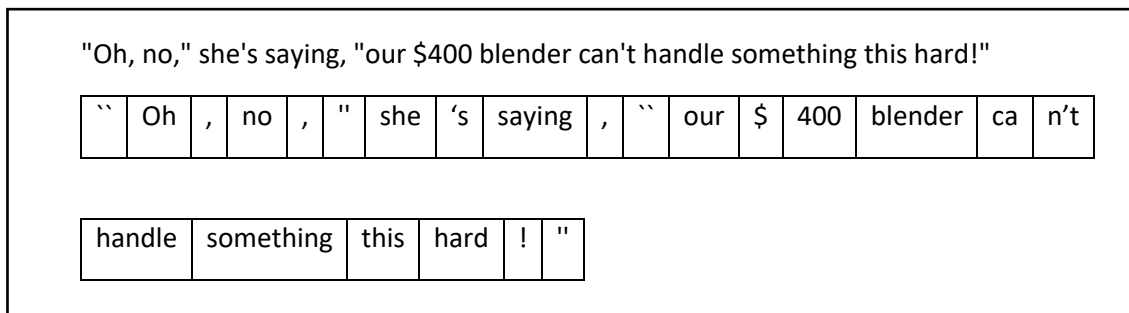 "Oh, no," she's saying, "our $400 blender can't handle something this hard!"
`` Oh , no , '' she ‘s saying , `` our $ 400 blender ca n’t
handle something this hard ! ''